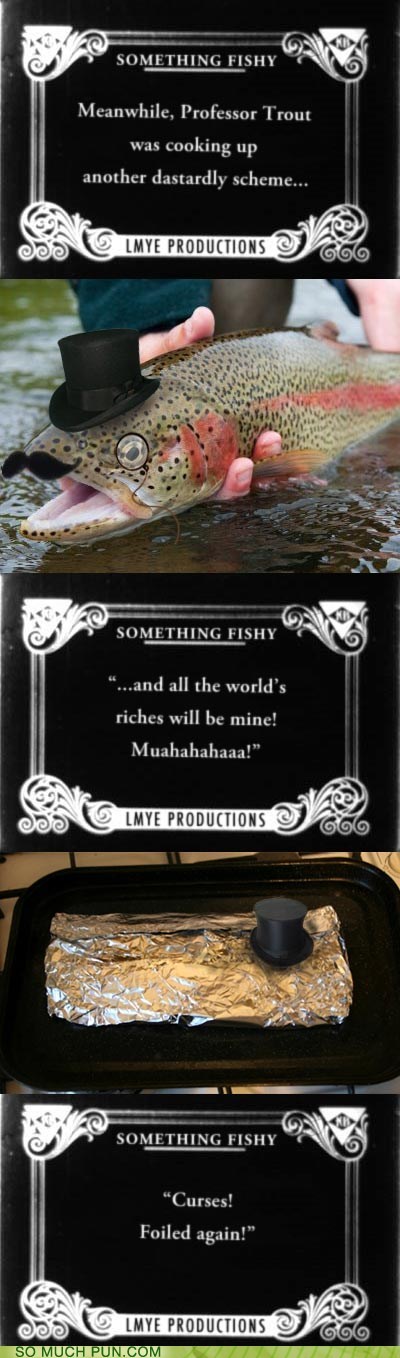 SOMETHING FISHY
Meanwhile, Professor Trout
was cooking up
another dastardly scheme...
LMYE PRODUCTIONS
SOMETHING FISHY
“...and all the world's
riches will be mine!
Muahahahaaa!”
LMYE PRODUCTIONS
SOMETHING FISHY
“Curses!
Foiled again!”
LMYE PRODUCTIONS
SO MUCH PUN.COM